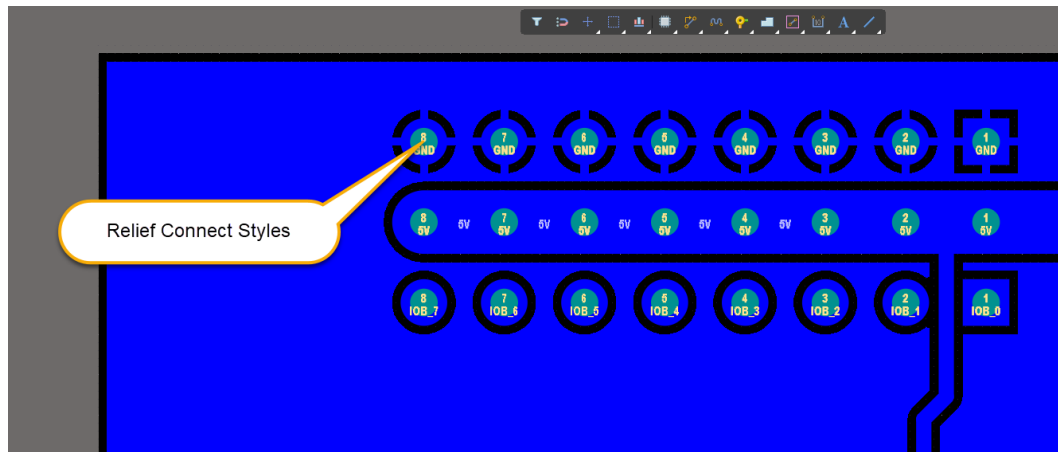 8 7 6 5 4 3 2 1
GND GND GND GND GND GND GND GND
Relief Connect Styles
8 7 6 5 4 3 2 1
5V 5V 5V 5V 5V 5V 5V 5V 5V 5V 5V 5V 5V
8 7 6 5 4 3 2 1
IOB_7 IOB_6 IOB_5 IOB_4 IOB_3 IOB_2 IOB_1 IOB_0